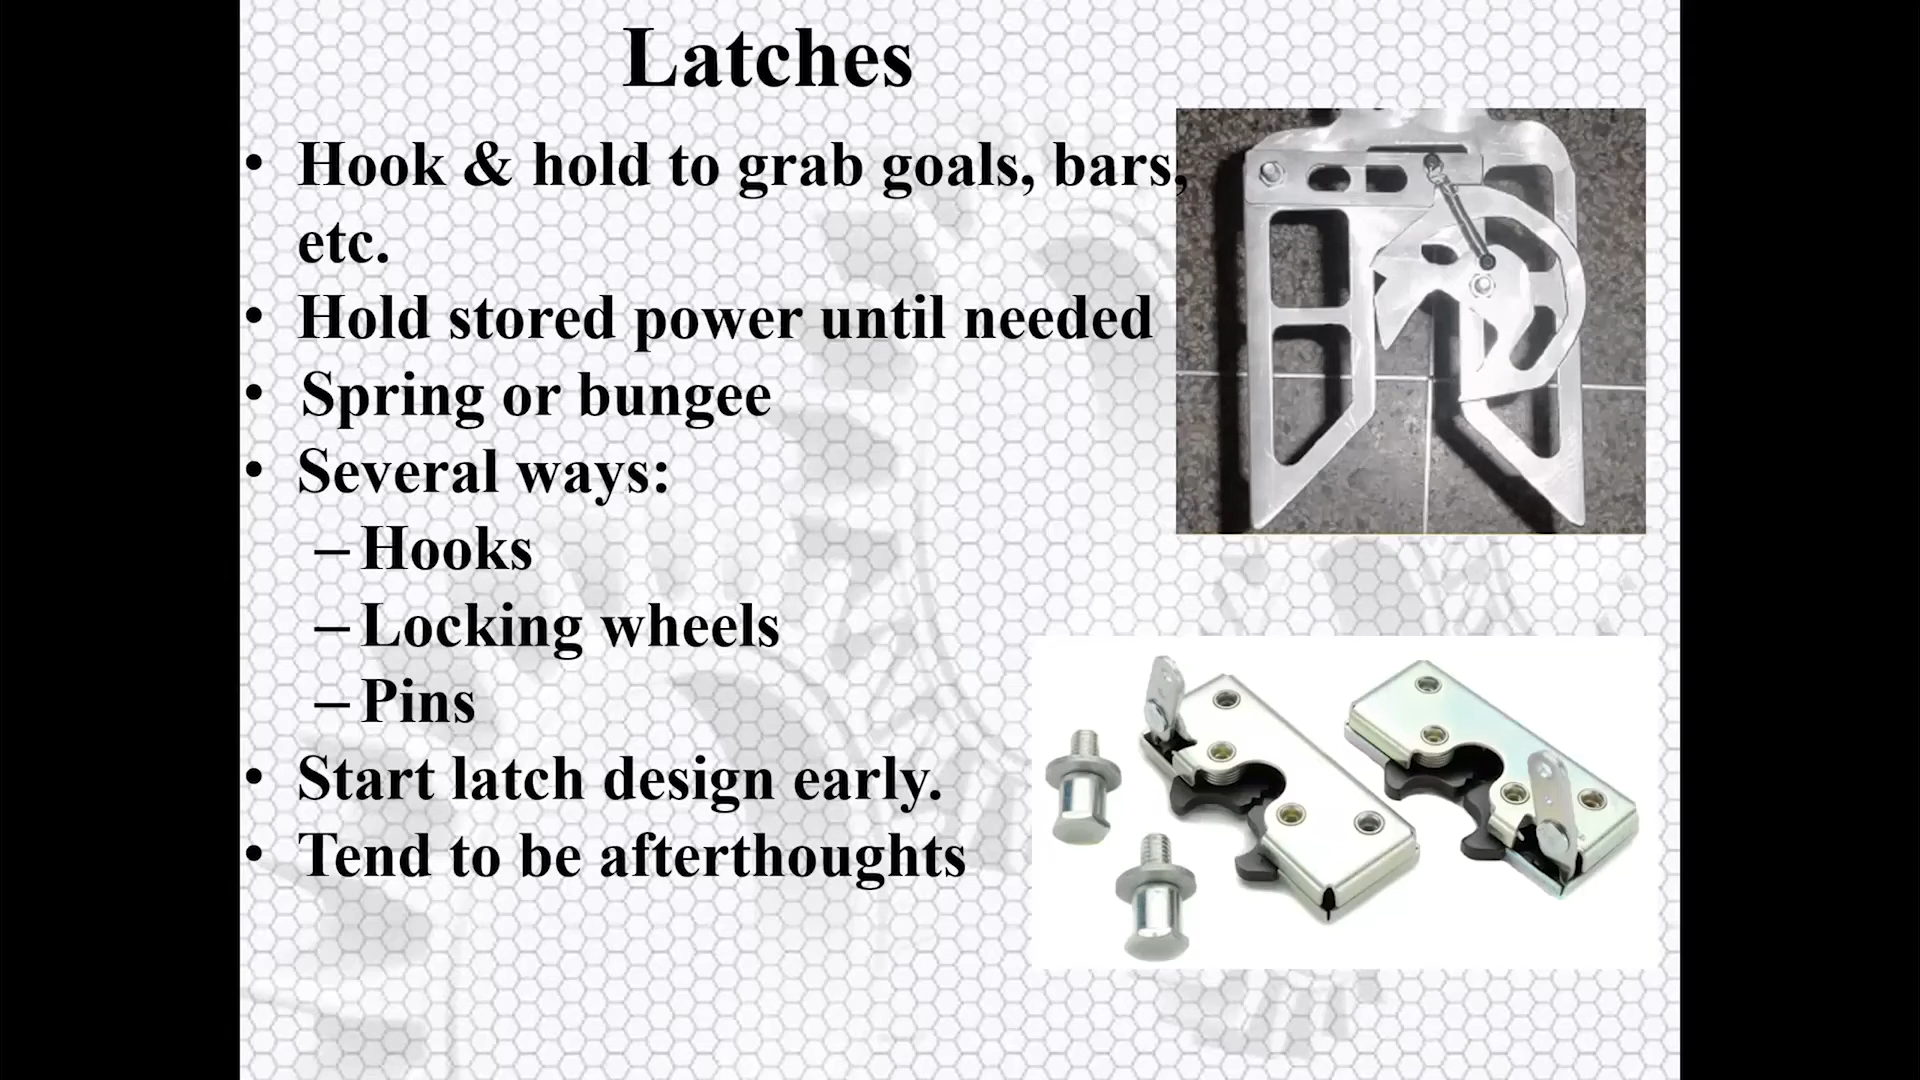 Latches
• Hook & hold to grab goals, bars,
etc.
• Hold stored power until needed
• Spring or bungee
• Several ways:
– Hooks
– Locking wheels
– Pins
• Start latch design early.
• Tend to be afterthoughts